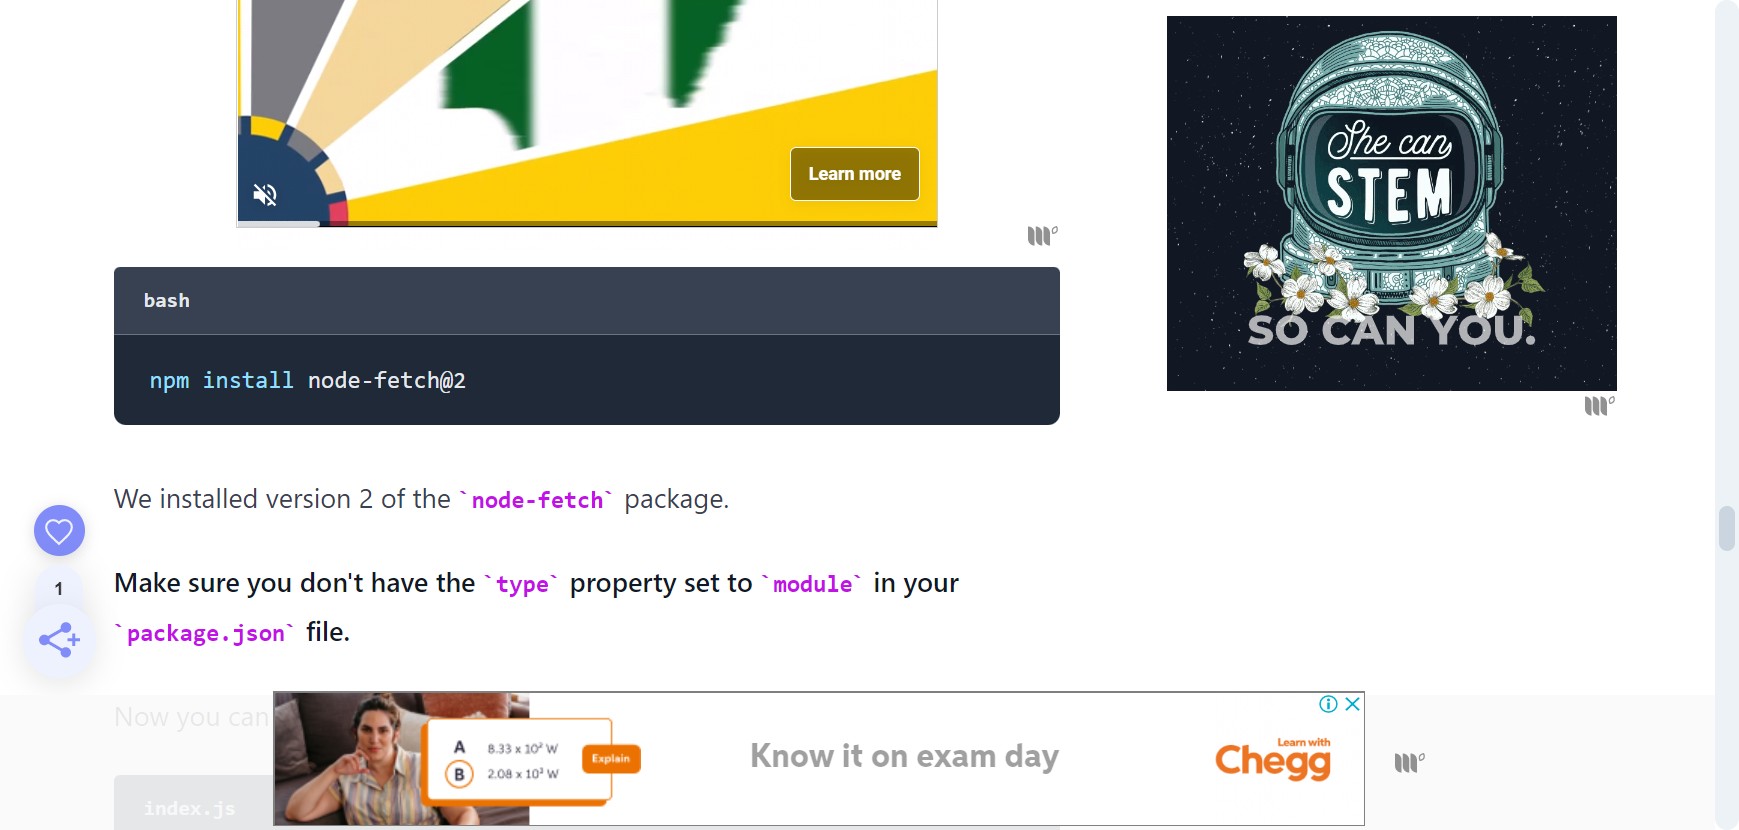 Learn more
She can
STEM
SO CAN YOU.
bash
npm install node-fetch@2
We installed version 2 of the `node-fetch` package.
1
Make sure you don't have the `type` property set to `module` in your
`package.json` file.
Now you can
A 8.33 x 10² W
B 2.08 x 10³ W
Explain
Know it on exam day
Learn with
Chegg
index.js